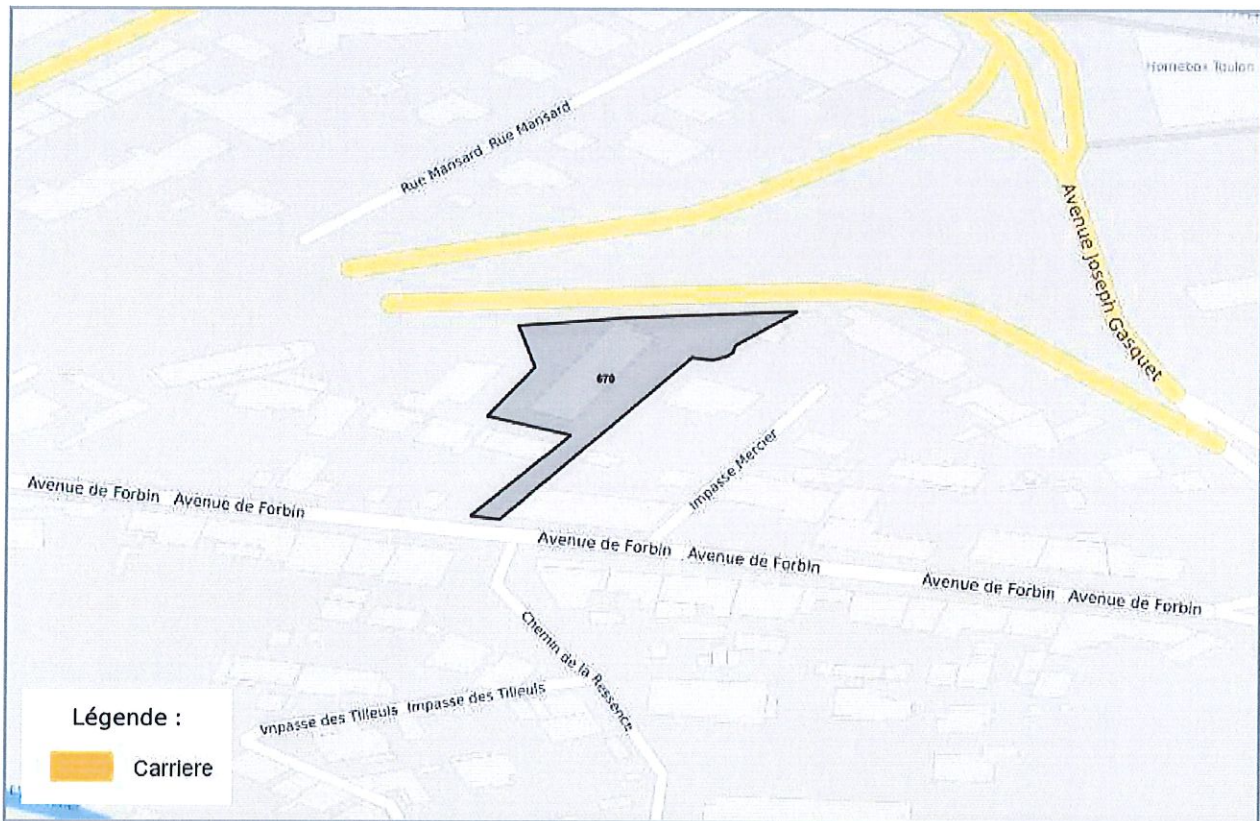 Homebox Toulon
Rue Mansard Rue Mansard
Avenue Joseph Gasquet
670
Impasse Mercier
Avenue de Forbin Avenue de Forbin
Avenue de Forbin Avenue de Forbin
Avenue de Forbin Avenue de Forbin
Chemin de la Ressence
Impasse des Tilleuls Impasse des Tilleuls
Légende :
Carriere